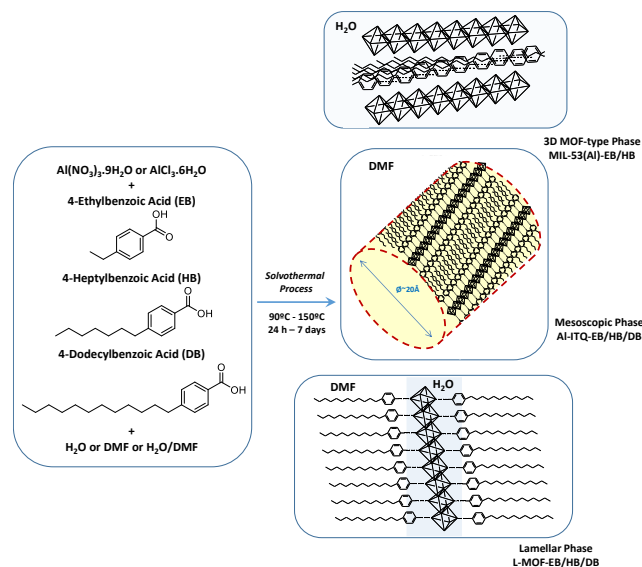 Al(NO3)3.9H2O or AlCl3.6H2O
+
4-Ethylbenzoic Acid (EB)
OH
O
4-Heptylbenzoic Acid (HB)
O
OH
4-Dodecylbenzoic Acid (DB)
O
OH
+
H2O or DMF or H2O/DMF
Solvothermal
Process
90ºC - 150ºC
24 h – 7 days
H2O
3D MOF-type Phase
MIL-53(Al)-EB/HB
DMF
Ø~20Å
Mesoscopic Phase
Al-ITQ-EB/HB/DB
DMF
H2O
Lamellar Phase
L-MOF-EB/HB/DB